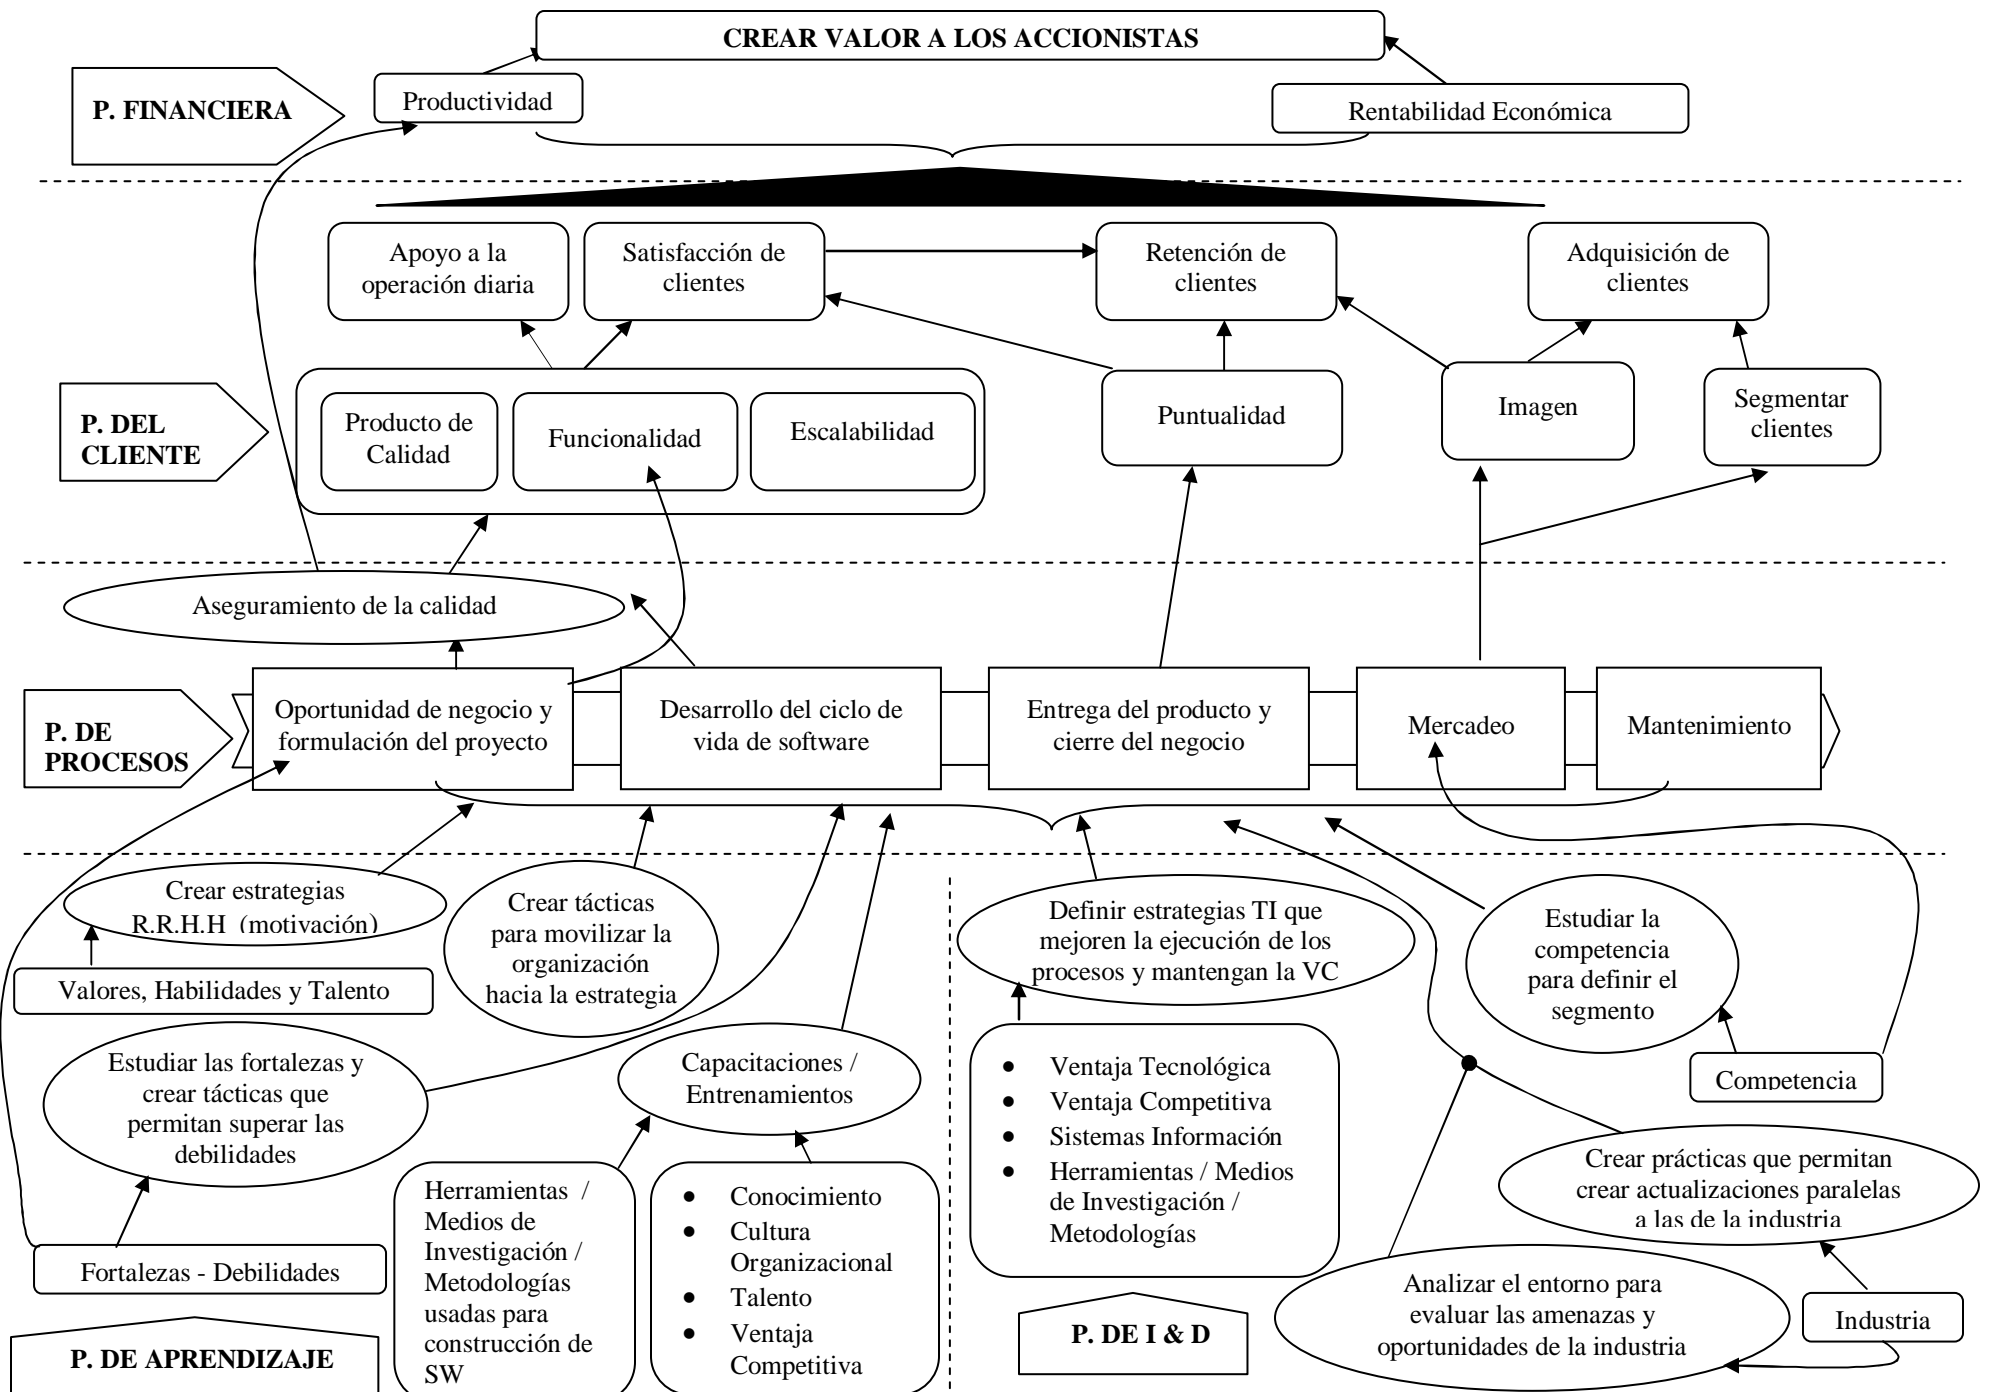 CREAR VALOR A LOS ACCIONISTAS
P. FINANCIERA
Productividad
Rentabilidad Económica
Apoyo a la
operación diaria
Satisfacción de
clientes
Retención de
clientes
Adquisición de
clientes
P. DEL
CLIENTE
Producto de
Calidad
Funcionalidad
Escalabilidad
Puntualidad
Imagen
Segmentar
clientes
Aseguramiento de la calidad
P. DE
PROCESOS
Oportunidad de negocio y
formulación del proyecto
Desarrollo del ciclo de
vida de software
Entrega del producto y
cierre del negocio
Mercadeo
Mantenimiento
Crear estrategias
R.R.H.H (motivación)
Valores, Habilidades y Talento
Crear tácticas
para movilizar la
organización
hacia la estrategia
Estudiar las fortalezas y
crear tácticas que
permitan superar las
debilidades
Capacitaciones /
Entrenamientos
Fortalezas - Debilidades
Herramientas /
Medios de
Investigación /
Metodologías
usadas para
construcción de
SW
• Conocimiento
• Cultura
Organizacional
• Talento
• Ventaja
Competitiva
P. DE APRENDIZAJE
Definir estrategias TI que
mejoren la ejecución de los
procesos y mantengan la VC
Estudiar la
competencia
para definir el
segmento
• Ventaja Tecnológica
• Ventaja Competitiva
• Sistemas Información
• Herramientas / Medios
de Investigación /
Metodologías
Competencia
Crear prácticas que permitan
crear actualizaciones paralelas
a las de la industria
Analizar el entorno para
evaluar las amenazas y
oportunidades de la industria
Industria
P. DE I & D